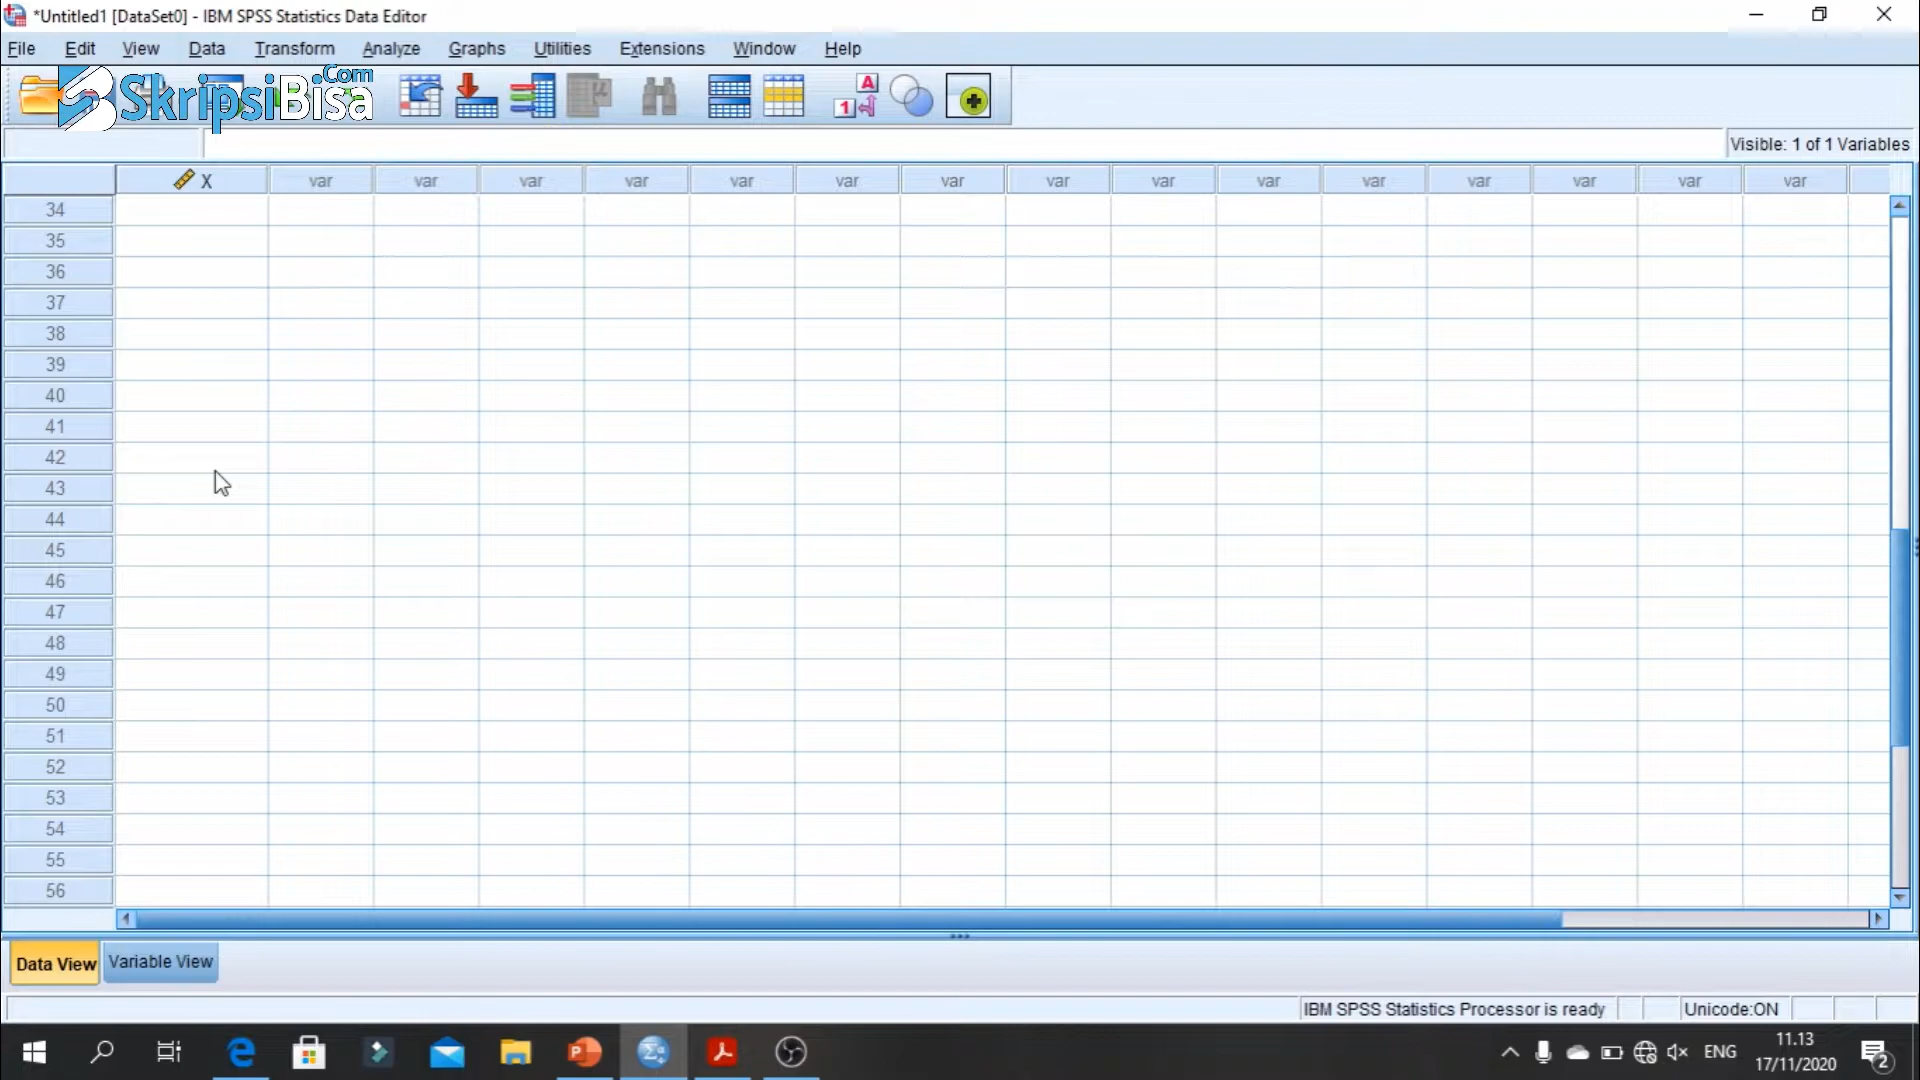 *Untitled1 [DataSet0] - IBM SPSS Statistics Data Editor
File Edit View Data Transform Analyze Graphs Utilities Extensions Window Help
SkripsiBisa.Com
A
1
Visible: 1 of 1 Variables
X var var var var var var var var var var var var var var var
34
35
36
37
38
39
40
41
42
43
44
45
46
47
48
49
50
51
52
53
54
55
56
Data View Variable View
IBM SPSS Statistics Processor is ready Unicode:ON
ENG 11.13
17/11/2020
2